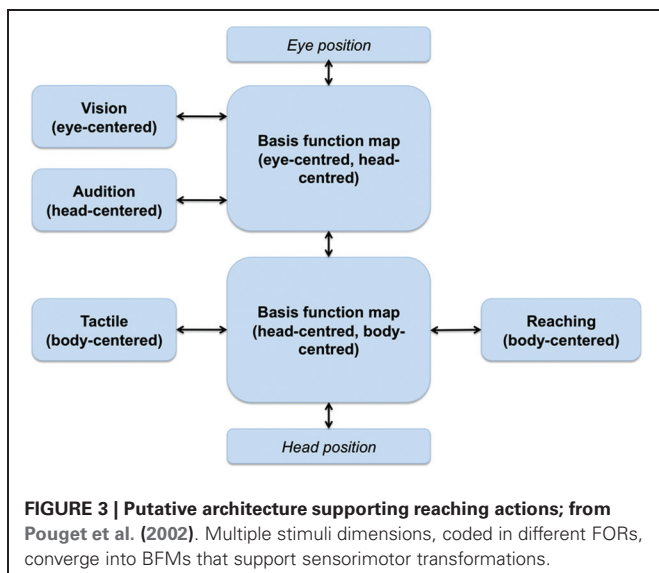 Eye position
Vision
(eye-centered)
Basis function map
(eye-centred, head-
centred)
Audition
(head-centered)
Tactile
(body-centered)
Basis function map
(head-centred, body-
centred)
Reaching
(body-centered)
Head position
FIGURE 3 | Putative architecture supporting reaching actions; from
Pouget et al. (2002). Multiple stimuli dimensions, coded in different FORs,
converge into BFMs that support sensorimotor transformations.